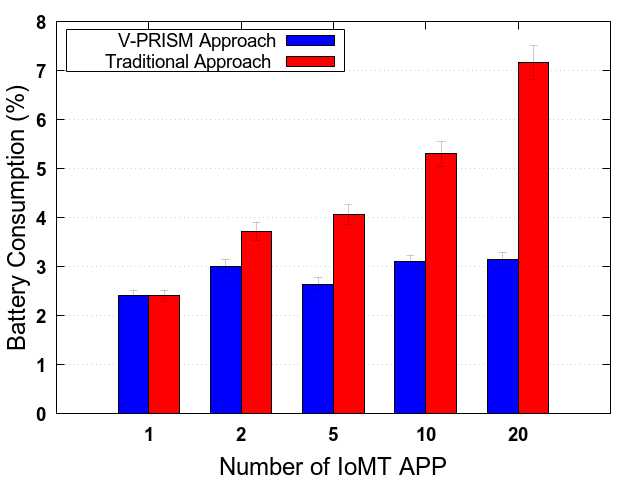 V-PRISM Approach
Traditional Approach
8
7
6
5
4
3
2
1
0
Battery Consumption (%)
1 2 5 10 20
Number of IoMT APP